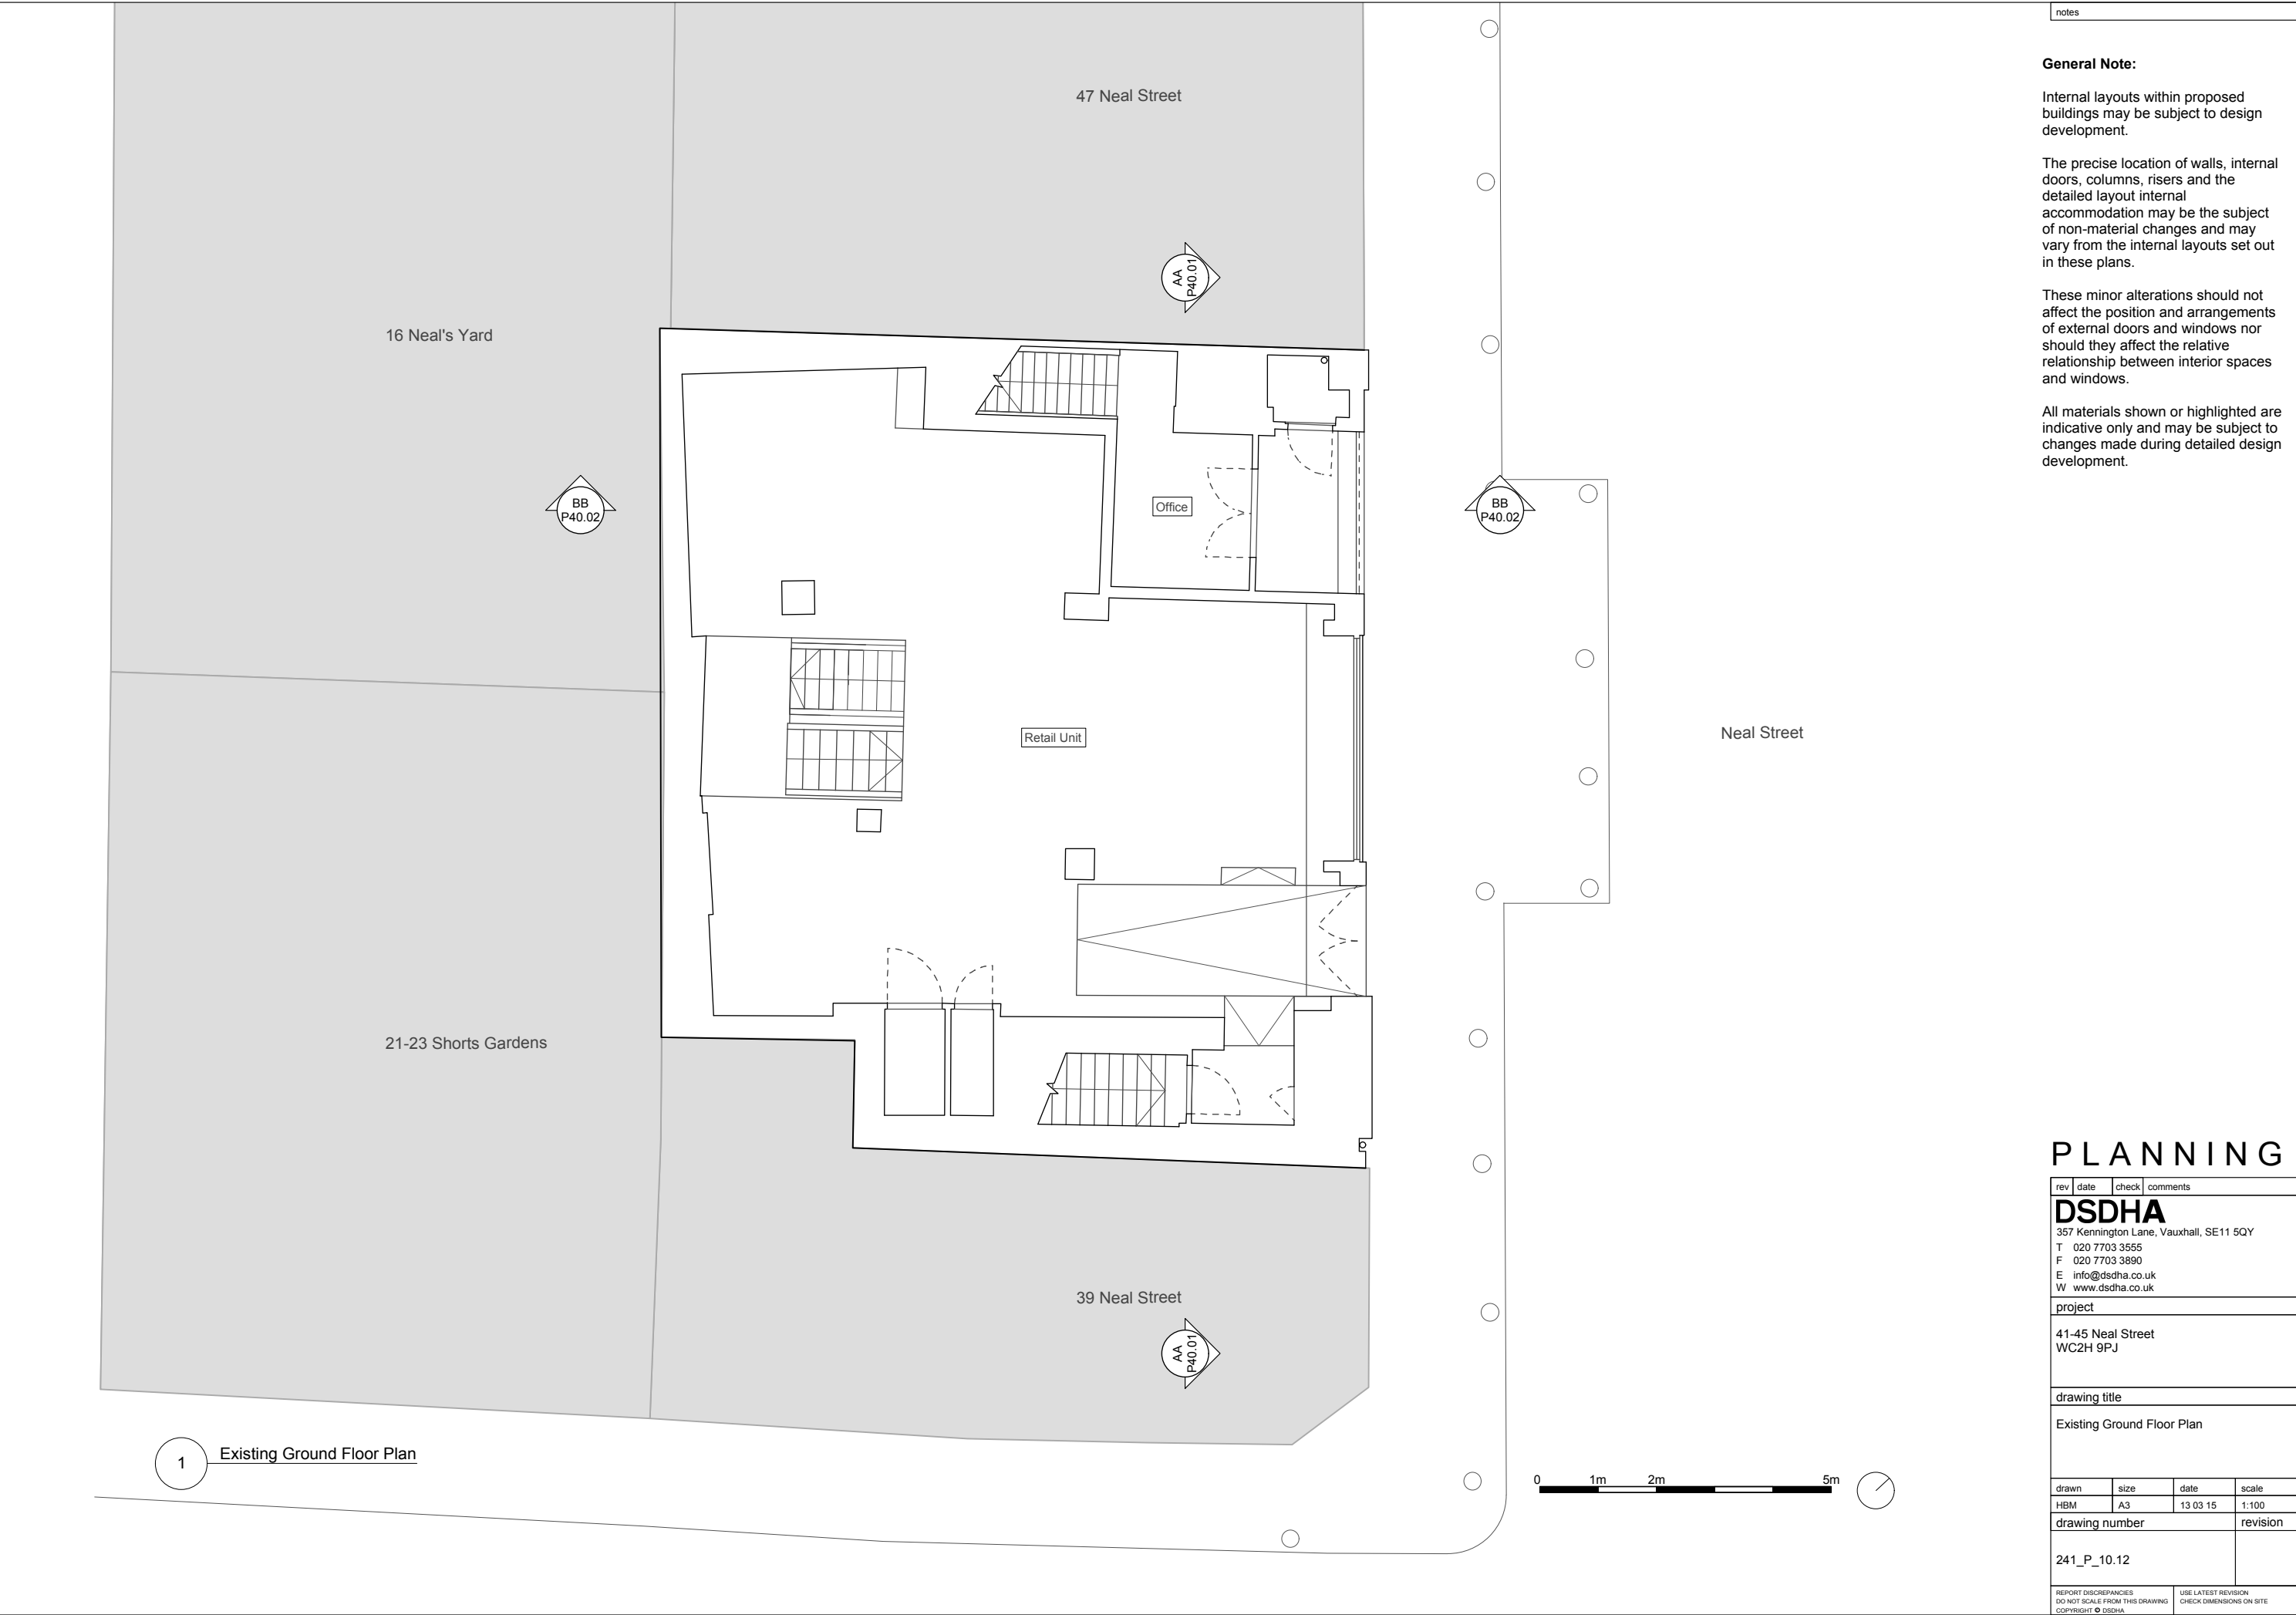 notes
General Note:
Internal layouts within proposed
buildings may be subject to design
development.
The precise location of walls, internal
doors, columns, risers and the
detailed layout internal
accommodation may be the subject
of non-material changes and may
vary from the internal layouts set out
in these plans.
These minor alterations should not
affect the position and arrangements
of external doors and windows nor
should they affect the relative
relationship between interior spaces
and windows.
All materials shown or highlighted are
indicative only and may be subject to
changes made during detailed design
development.
47 Neal Street
AA
P40.01
16 Neal's Yard
BB
P40.02
Office
BB
P40.02
Retail Unit
Neal Street
21-23 Shorts Gardens
39 Neal Street
AA
P40.01
1 Existing Ground Floor Plan
0 1m 2m 5m
PLANNING
rev date check comments
DSDHA
357 Kennington Lane, Vauxhall, SE11 5QY
T 020 7703 3555
F 020 7703 3890
E info@dsdha.co.uk
W www.dsdha.co.uk
project
41-45 Neal Street
WC2H 9PJ
drawing title
Existing Ground Floor Plan
drawn size date scale
HBM A3 13 03 15 1:100
drawing number revision
241_P_10.12
REPORT DISCREPANCIES
DO NOT SCALE FROM THIS DRAWING
COPYRIGHT © DSDHA
USE LATEST REVISION
CHECK DIMENSIONS ON SITE